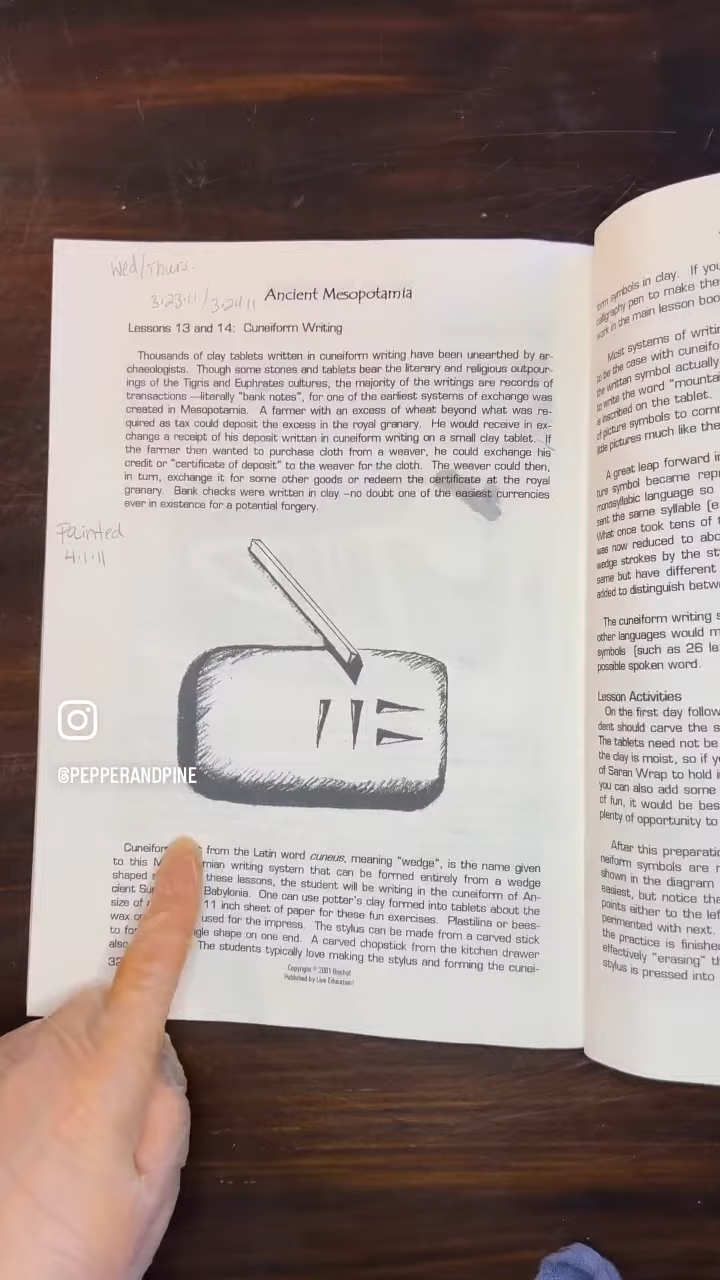 Wed/Thurs.
3.23.11/3.24.11
Ancient Mesopotamia
Lessons 13 and 14: Cuneiform Writing
Thousands of clay tablets written in cuneiform writing have been unearthed by ar-
chaeologists. Though some stones and tablets bear the literary and religious outpour-
ings of the Tigris and Euphrates cultures, the majority of the writings are records of
transactions —literally "bank notes", for one of the earliest systems of exchange was
created in Mesopotamia. A farmer with an excess of wheat beyond what was re-
quired as tax could deposit the excess in the royal granary. He would receive in ex-
change a receipt of his deposit written in cuneiform writing on a small clay tablet. If
the farmer then wanted to purchase cloth from a weaver, he could exchange his
credit or "certificate of deposit" to the weaver for the cloth. The weaver could then,
in turn, exchange it for some other goods or redeem the certificate at the royal
granary. Bank checks were written in clay –no doubt one of the easiest currencies
ever in existence for a potential forgery.
Painted
4.1.11
@PEPPERANDPINE
Cuneifor from the Latin word cuneus, meaning "wedge", is the name given
to this M mian writing system that can be formed entirely from a wedge
shaped these lessons, the student will be writing in the cuneiform of An-
cient Su Babylonia. One can use potter's clay formed into tablets about the
size of 11 inch sheet of paper for these fun exercises. Plastilina or bees-
wax used for the impress. The stylus can be made from a carved stick
to fo gle shape on one end. A carved chopstick from the kitchen drawer
also The students typically love making the stylus and forming the cunei-
32
Copyright © 2001 Bischof
Published by Live Education!
form symbols in clay. If you
calligraphy pen to make the
work in the main lesson boo
Most systems of writi
to be the case with cuneifo
the written symbol actually
to write the word "mounta
is inscribed on the tablet.
of picture symbols to com
little pictures much like the
A great leap forward i
ture symbol became rep
monosyllabic language so
sent the same syllable (e
What once took tens of t
was now reduced to abo
wedge strokes by the st
same but have different
added to distinguish betw
The cuneiform writing s
other languages would m
symbols (such as 26 le
possible spoken word.
Lesson Activities
On the first day follow
dent should carve the s
The tablets need not be
the clay is moist, so if y
of Saran Wrap to hold i
you can also add some
of fun, it would be bes
plenty of opportunity to
After this preparati
neiform symbols are r
shown in the diagram
easiest, but notice tha
points either to the lef
perimented with next.
the practice is finishe
effectively "erasing" th
stylus is pressed into